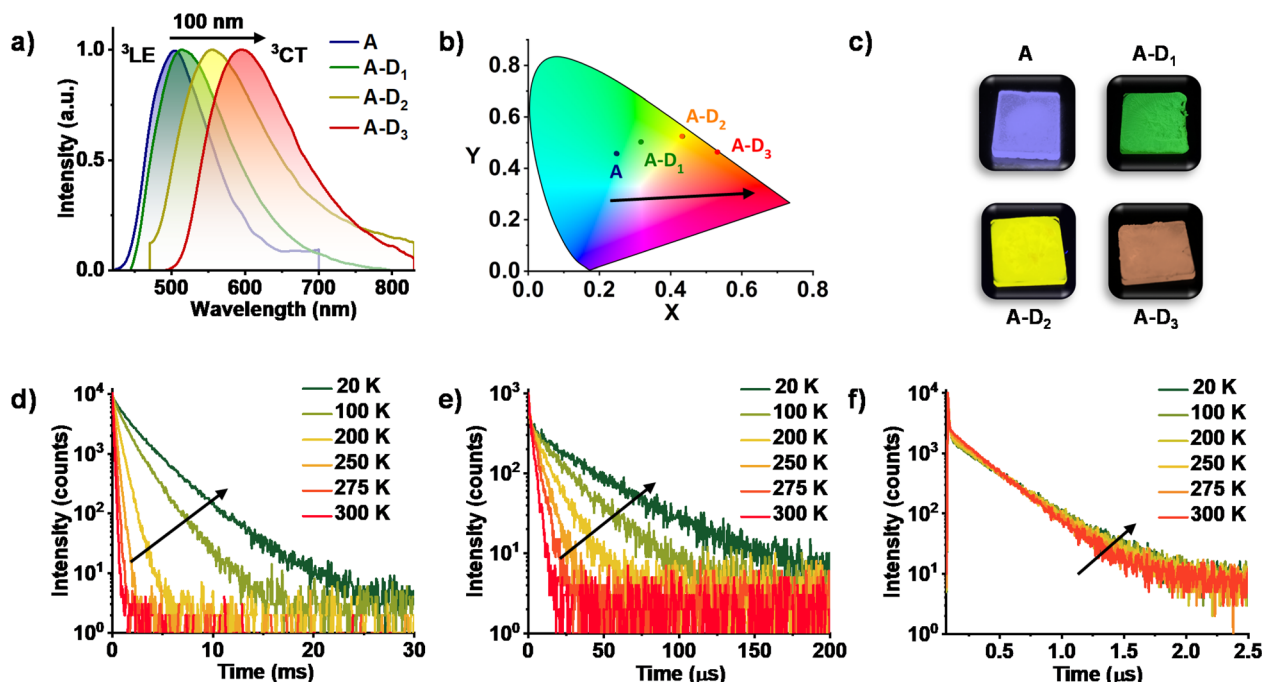 a)
100 nm
³LE
³CT
A
A-D₁
A-D₂
A-D₃
1.0
0.5
0.0
Intensity (a.u.)
500 600 700 800
Wavelength (nm)
b)
0.8
0.6
0.4
0.2
0.0
Y
A
A-D₁
A-D₂
A-D₃
0.0 0.2 0.4 0.6 0.8
X
c)
A A-D₁
A-D₂ A-D₃
d)
10⁴
10³
10²
10¹
10⁰
Intensity (counts)
20 K
100 K
200 K
250 K
275 K
300 K
0 10 20 30
Time (ms)
e)
10³
10²
10¹
10⁰
Intensity (counts)
20 K
100 K
200 K
250 K
275 K
300 K
0 50 100 150 200
Time (μs)
f)
10⁴
10³
10²
10¹
10⁰
Intensity (counts)
20 K
100 K
200 K
250 K
275 K
300 K
0.5 1.0 1.5 2.0 2.5
Time (μs)